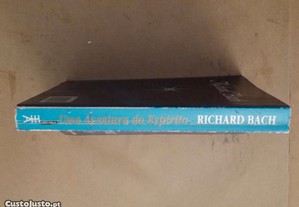 Uma Aventura do Espírito RICHARD BACH
CustoJusto.pt